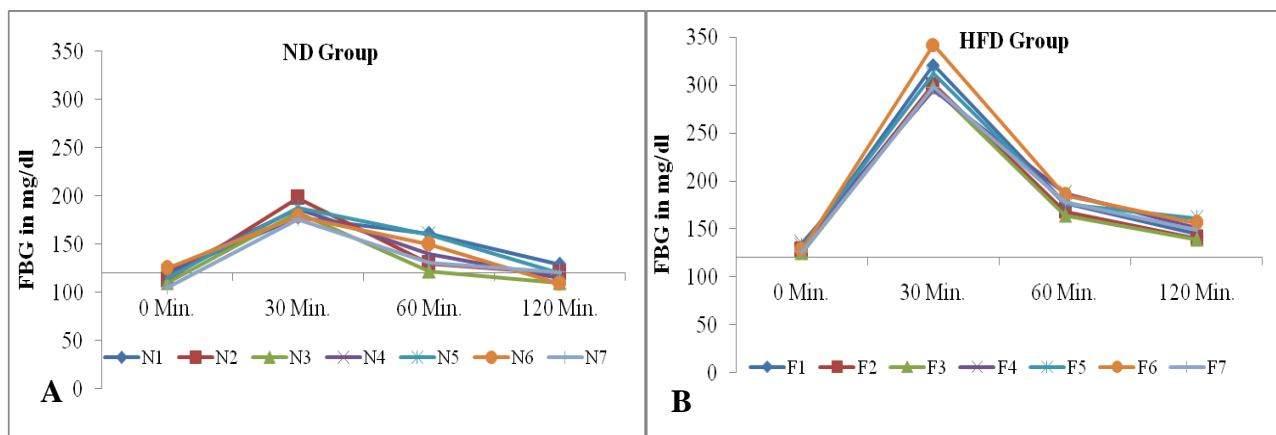 ND Group
350
300
250
200
150
100
50
0
FBG in mg/dl
0 Min. 30 Min. 60 Min. 120 Min.
N1 N2 N3 N4 N5 N6 N7
A
HFD Group
350
300
250
200
150
100
50
0
FBG in mg/dl
0 Min. 30 Min. 60 Min. 120 Min.
F1 F2 F3 F4 F5 F6 F7
B